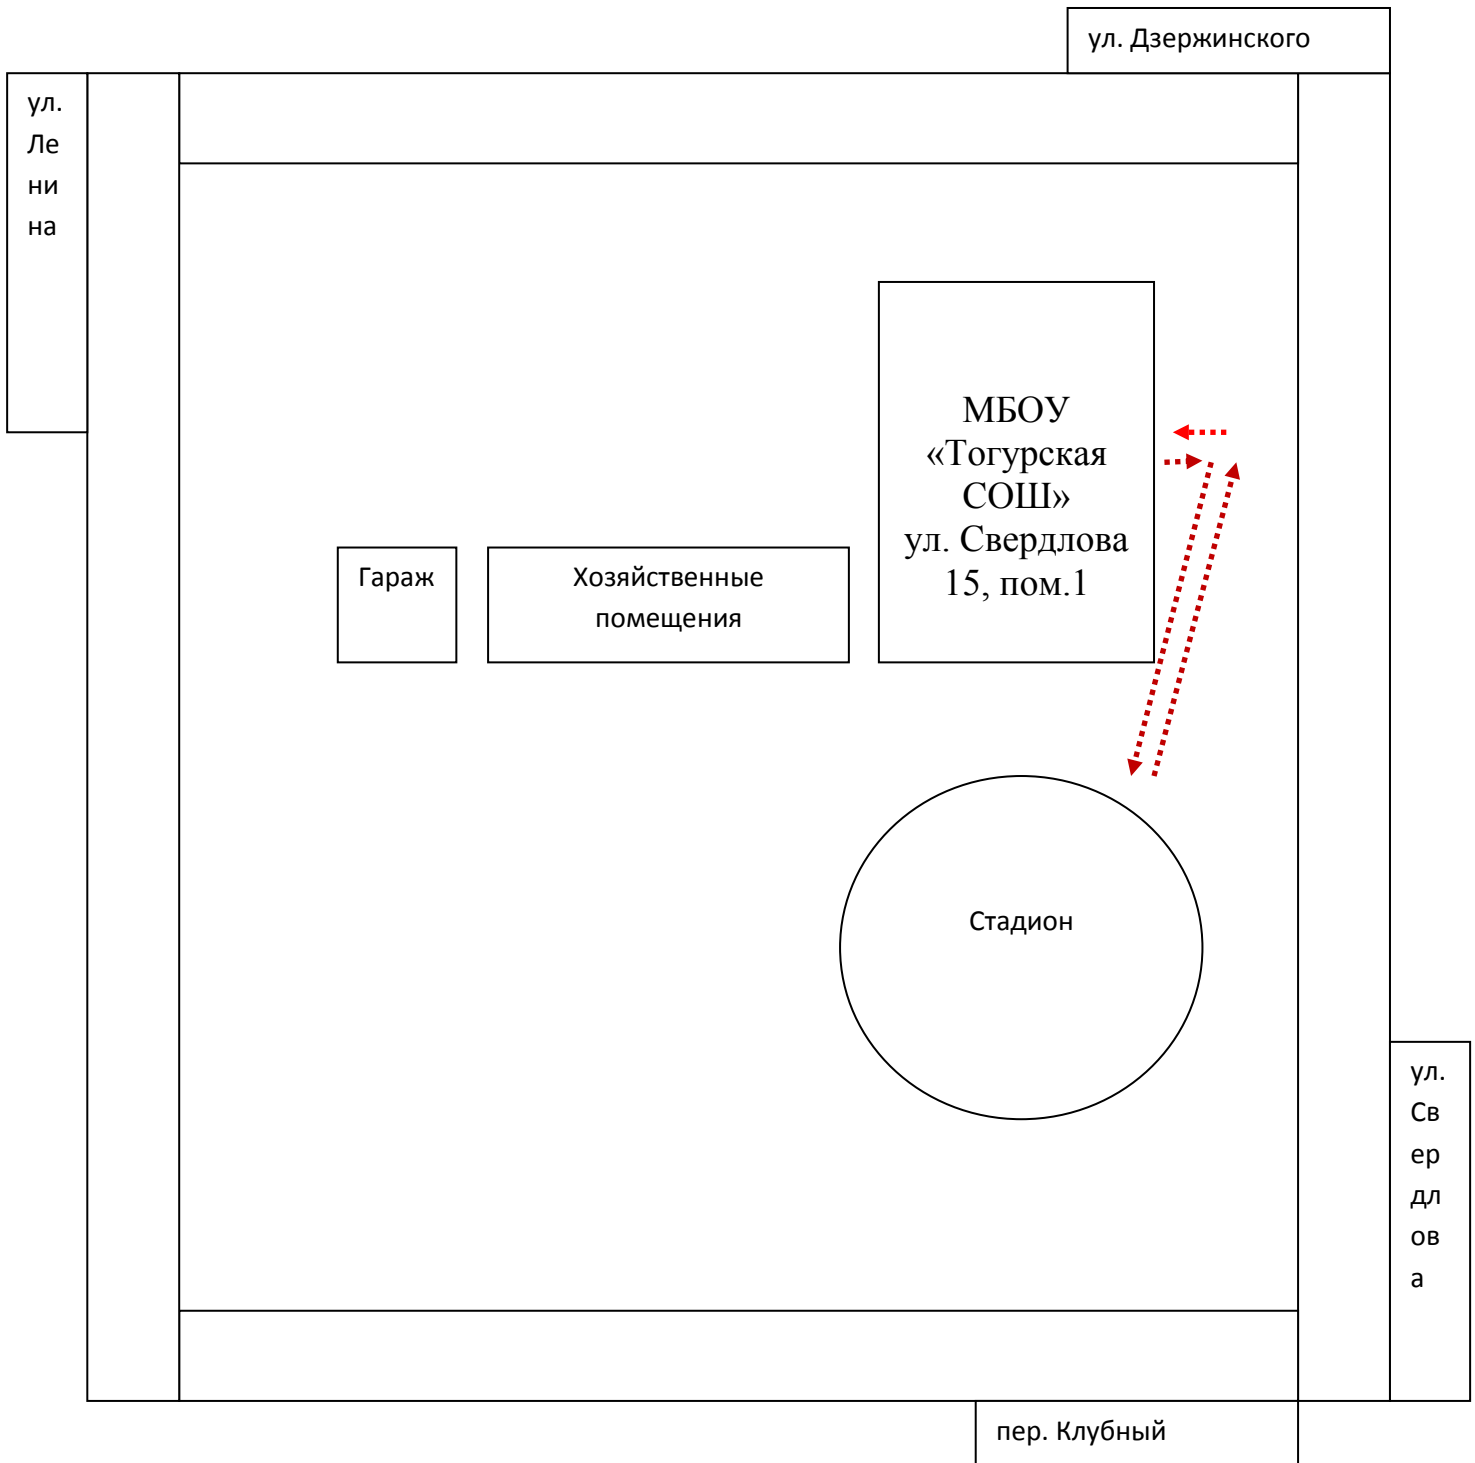 ул. Дзержинского
ул.
Ле
ни
на
МБОУ
«Тогурская
СОШ»
ул. Свердлова
15, пом.1
Гараж
Хозяйственные
помещения
Стадион
ул.
Св
ер
дл
ов
а
пер. Клубный